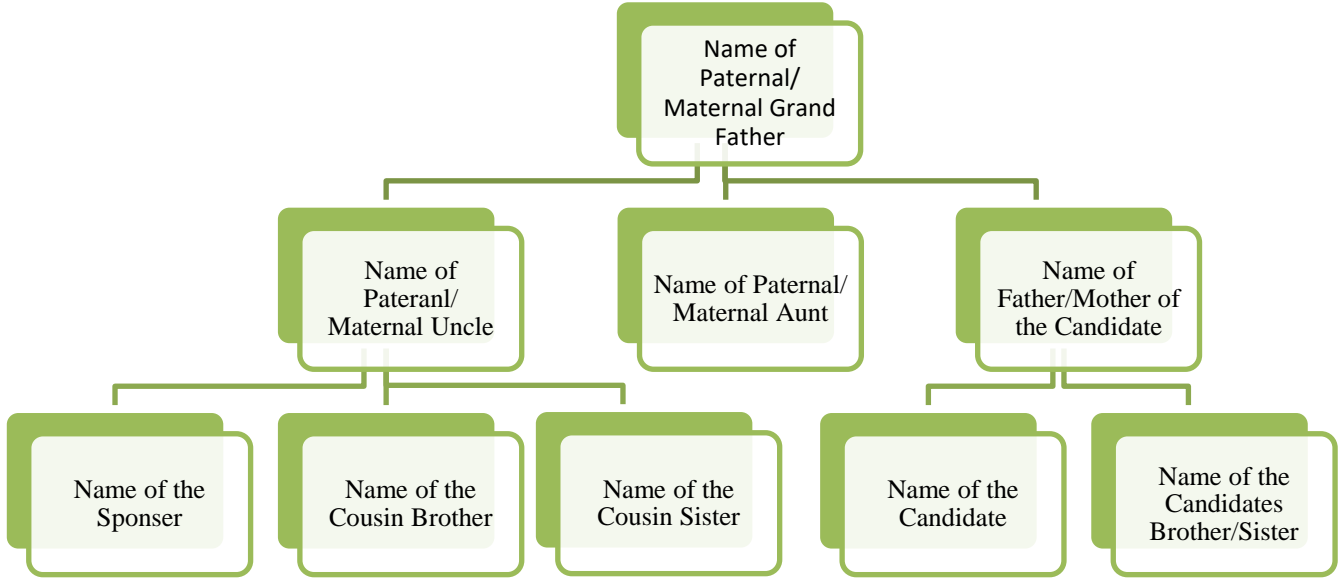 Name of
Paternal/
Maternal Grand
Father
Name of
Pateranl/
Maternal Uncle
Name of Paternal/
Maternal Aunt
Name of
Father/Mother of
the Candidate
Name of the
Sponser
Name of the
Cousin Brother
Name of the
Cousin Sister
Name of the
Candidate
Name of the
Candidates
Brother/Sister